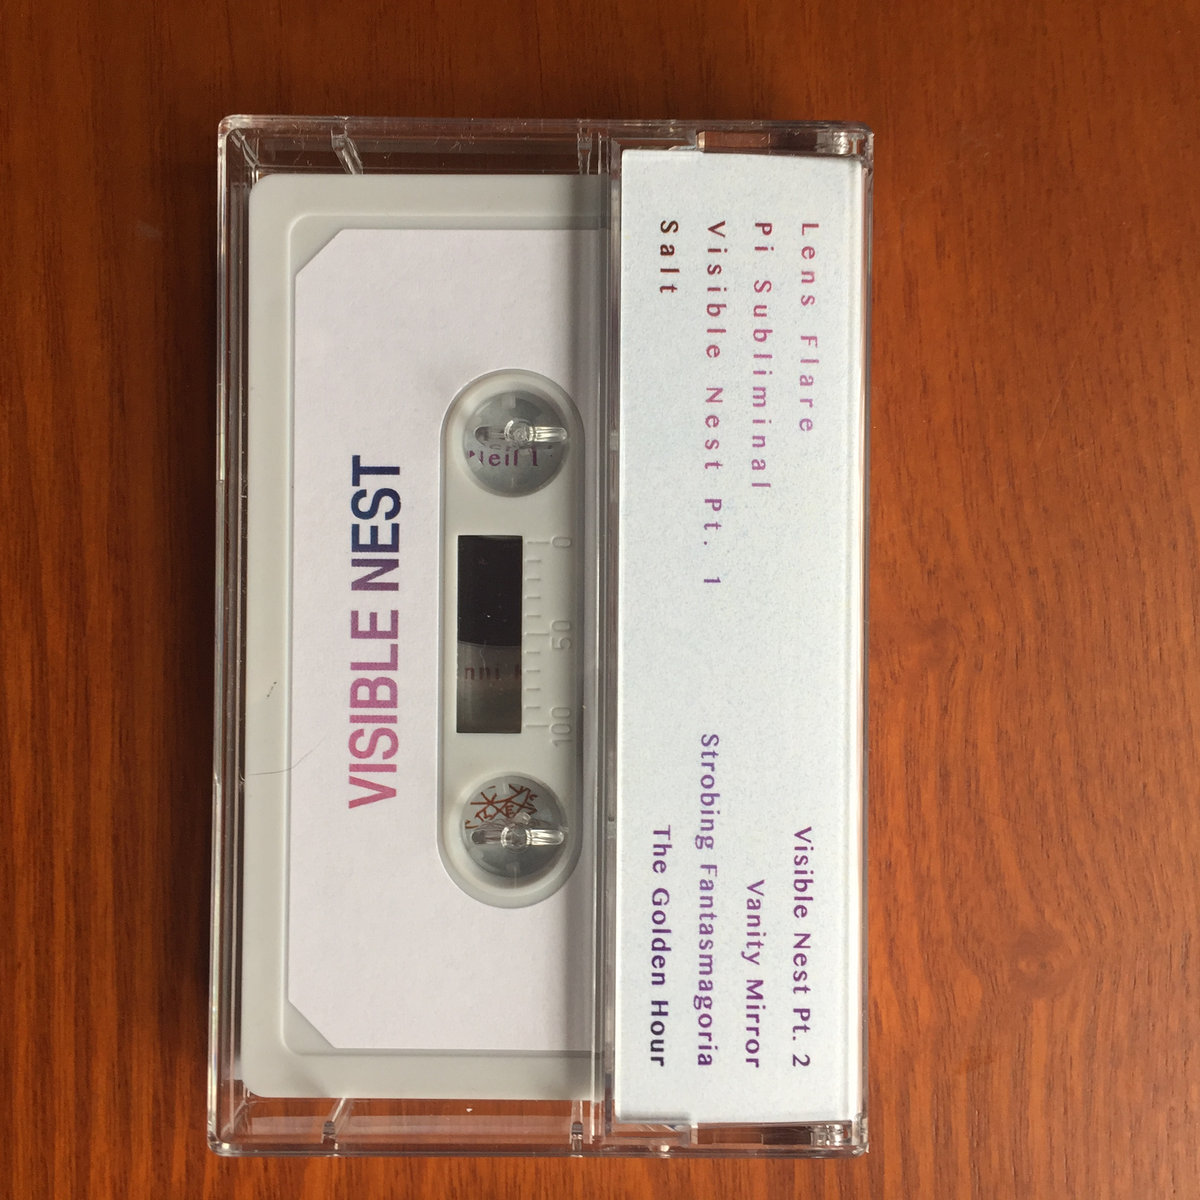 VISIBLE NEST
Neil
0
50
100
Lens Flare
Pi Subliminal
Visible Nest Pt. 1
Salt
Visible Nest Pt. 2
Vanity Mirror
Strobing Fantasmagoria
The Golden Hour